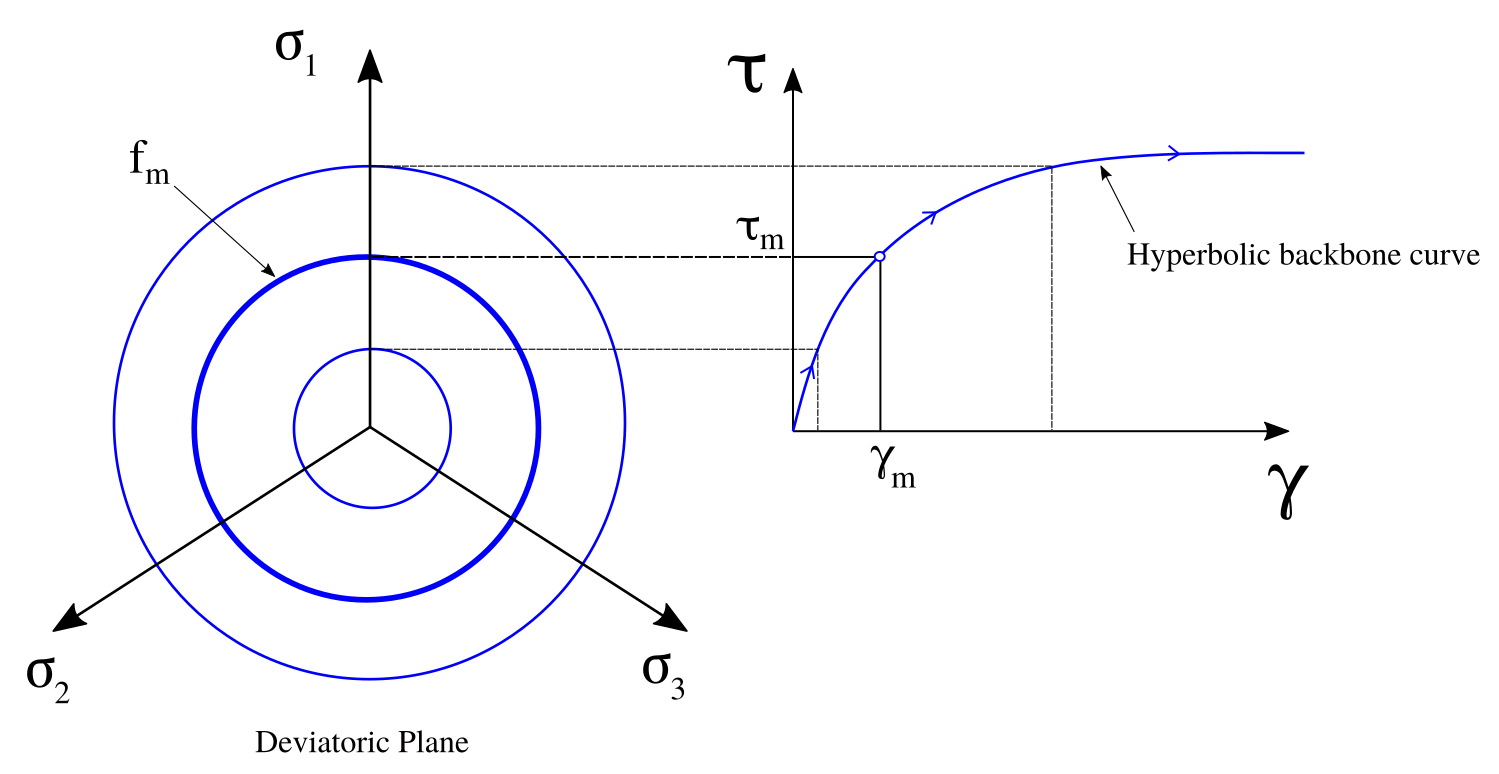 σ1
τ
fm
τm
Hyperbolic backbone curve
γm
γ
σ2
σ3
Deviatoric Plane